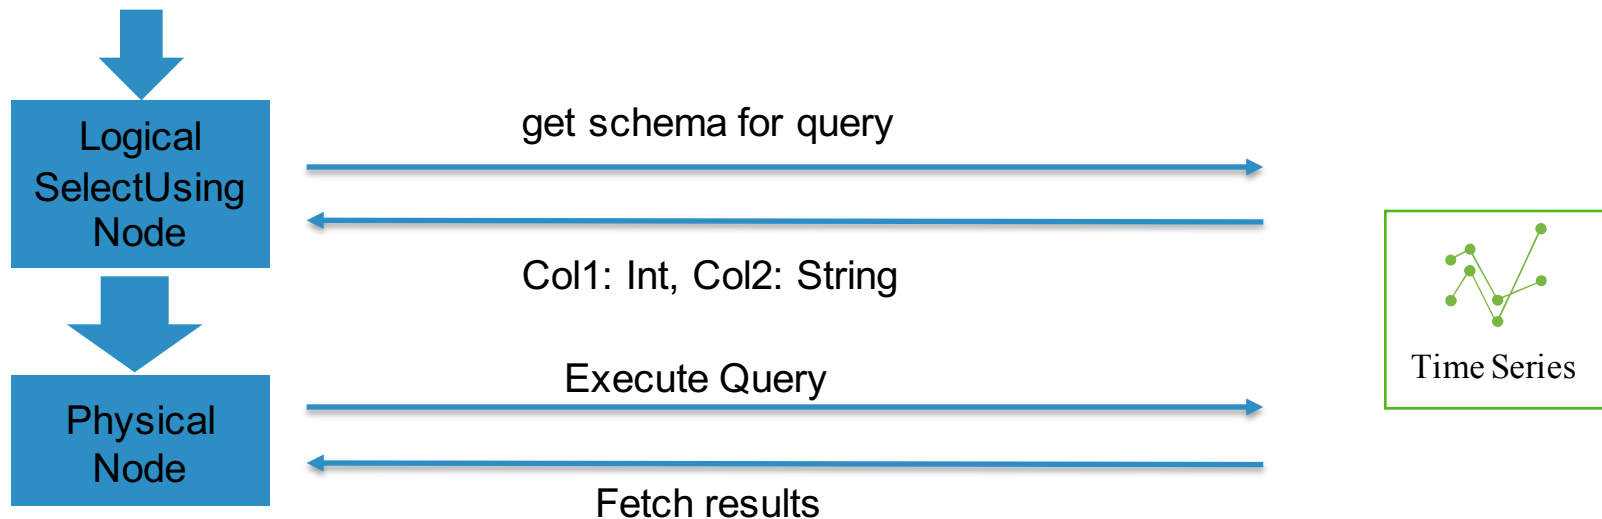 Logical
SelectUsing
Node
get schema for query
Col1: Int, Col2: String
Time Series
Physical
Node
Execute Query
Fetch results